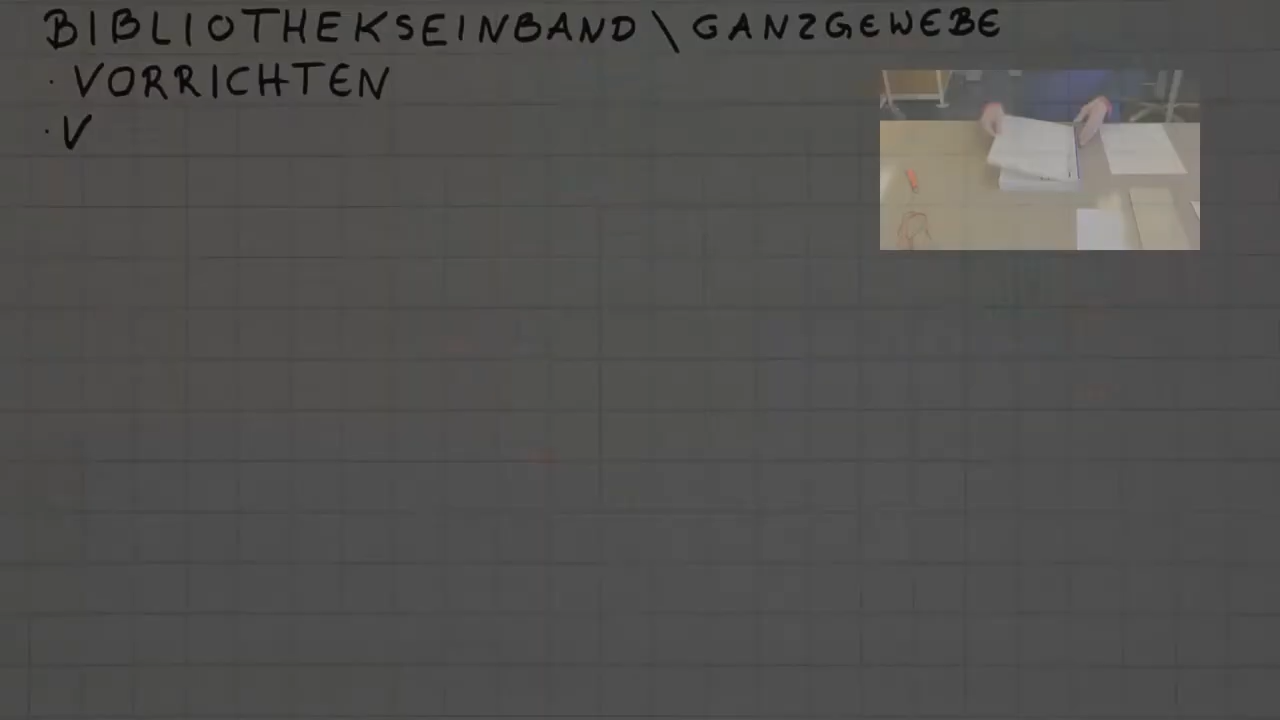 BIBLIOTHEKSEINBAND \ GANZGEWEBE
· VORRICHTEN
· V